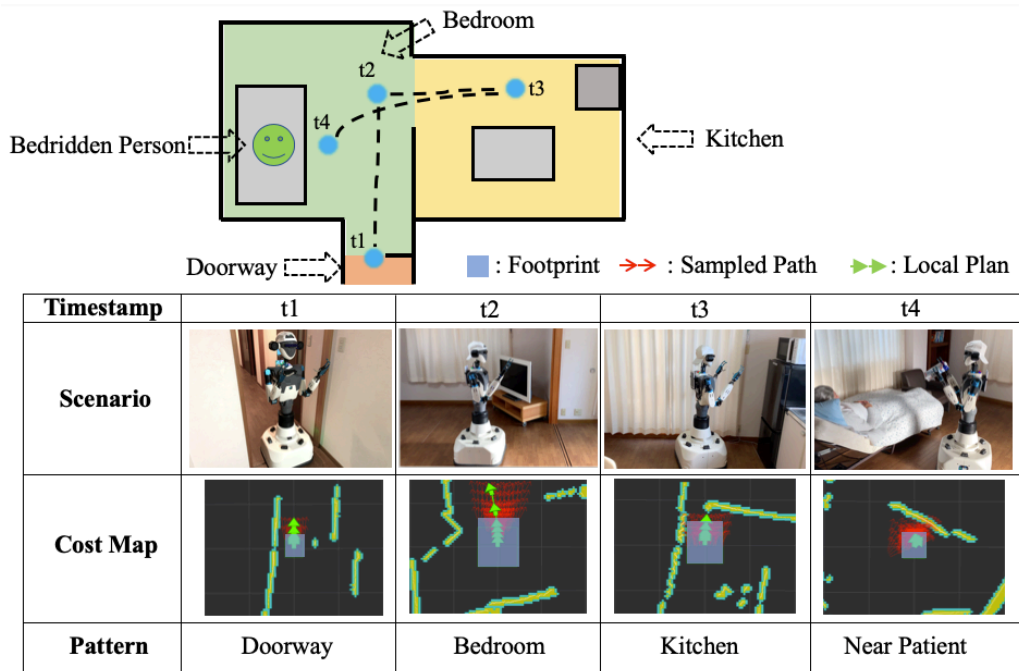 Bedroom
t2
t3
t4
Bedridden Person
Kitchen
t1
Doorway
: Footprint
: Sampled Path
: Local Plan
Timestamp t1 t2 t3 t4
Scenario
Cost Map
Pattern Doorway Bedroom Kitchen Near Patient